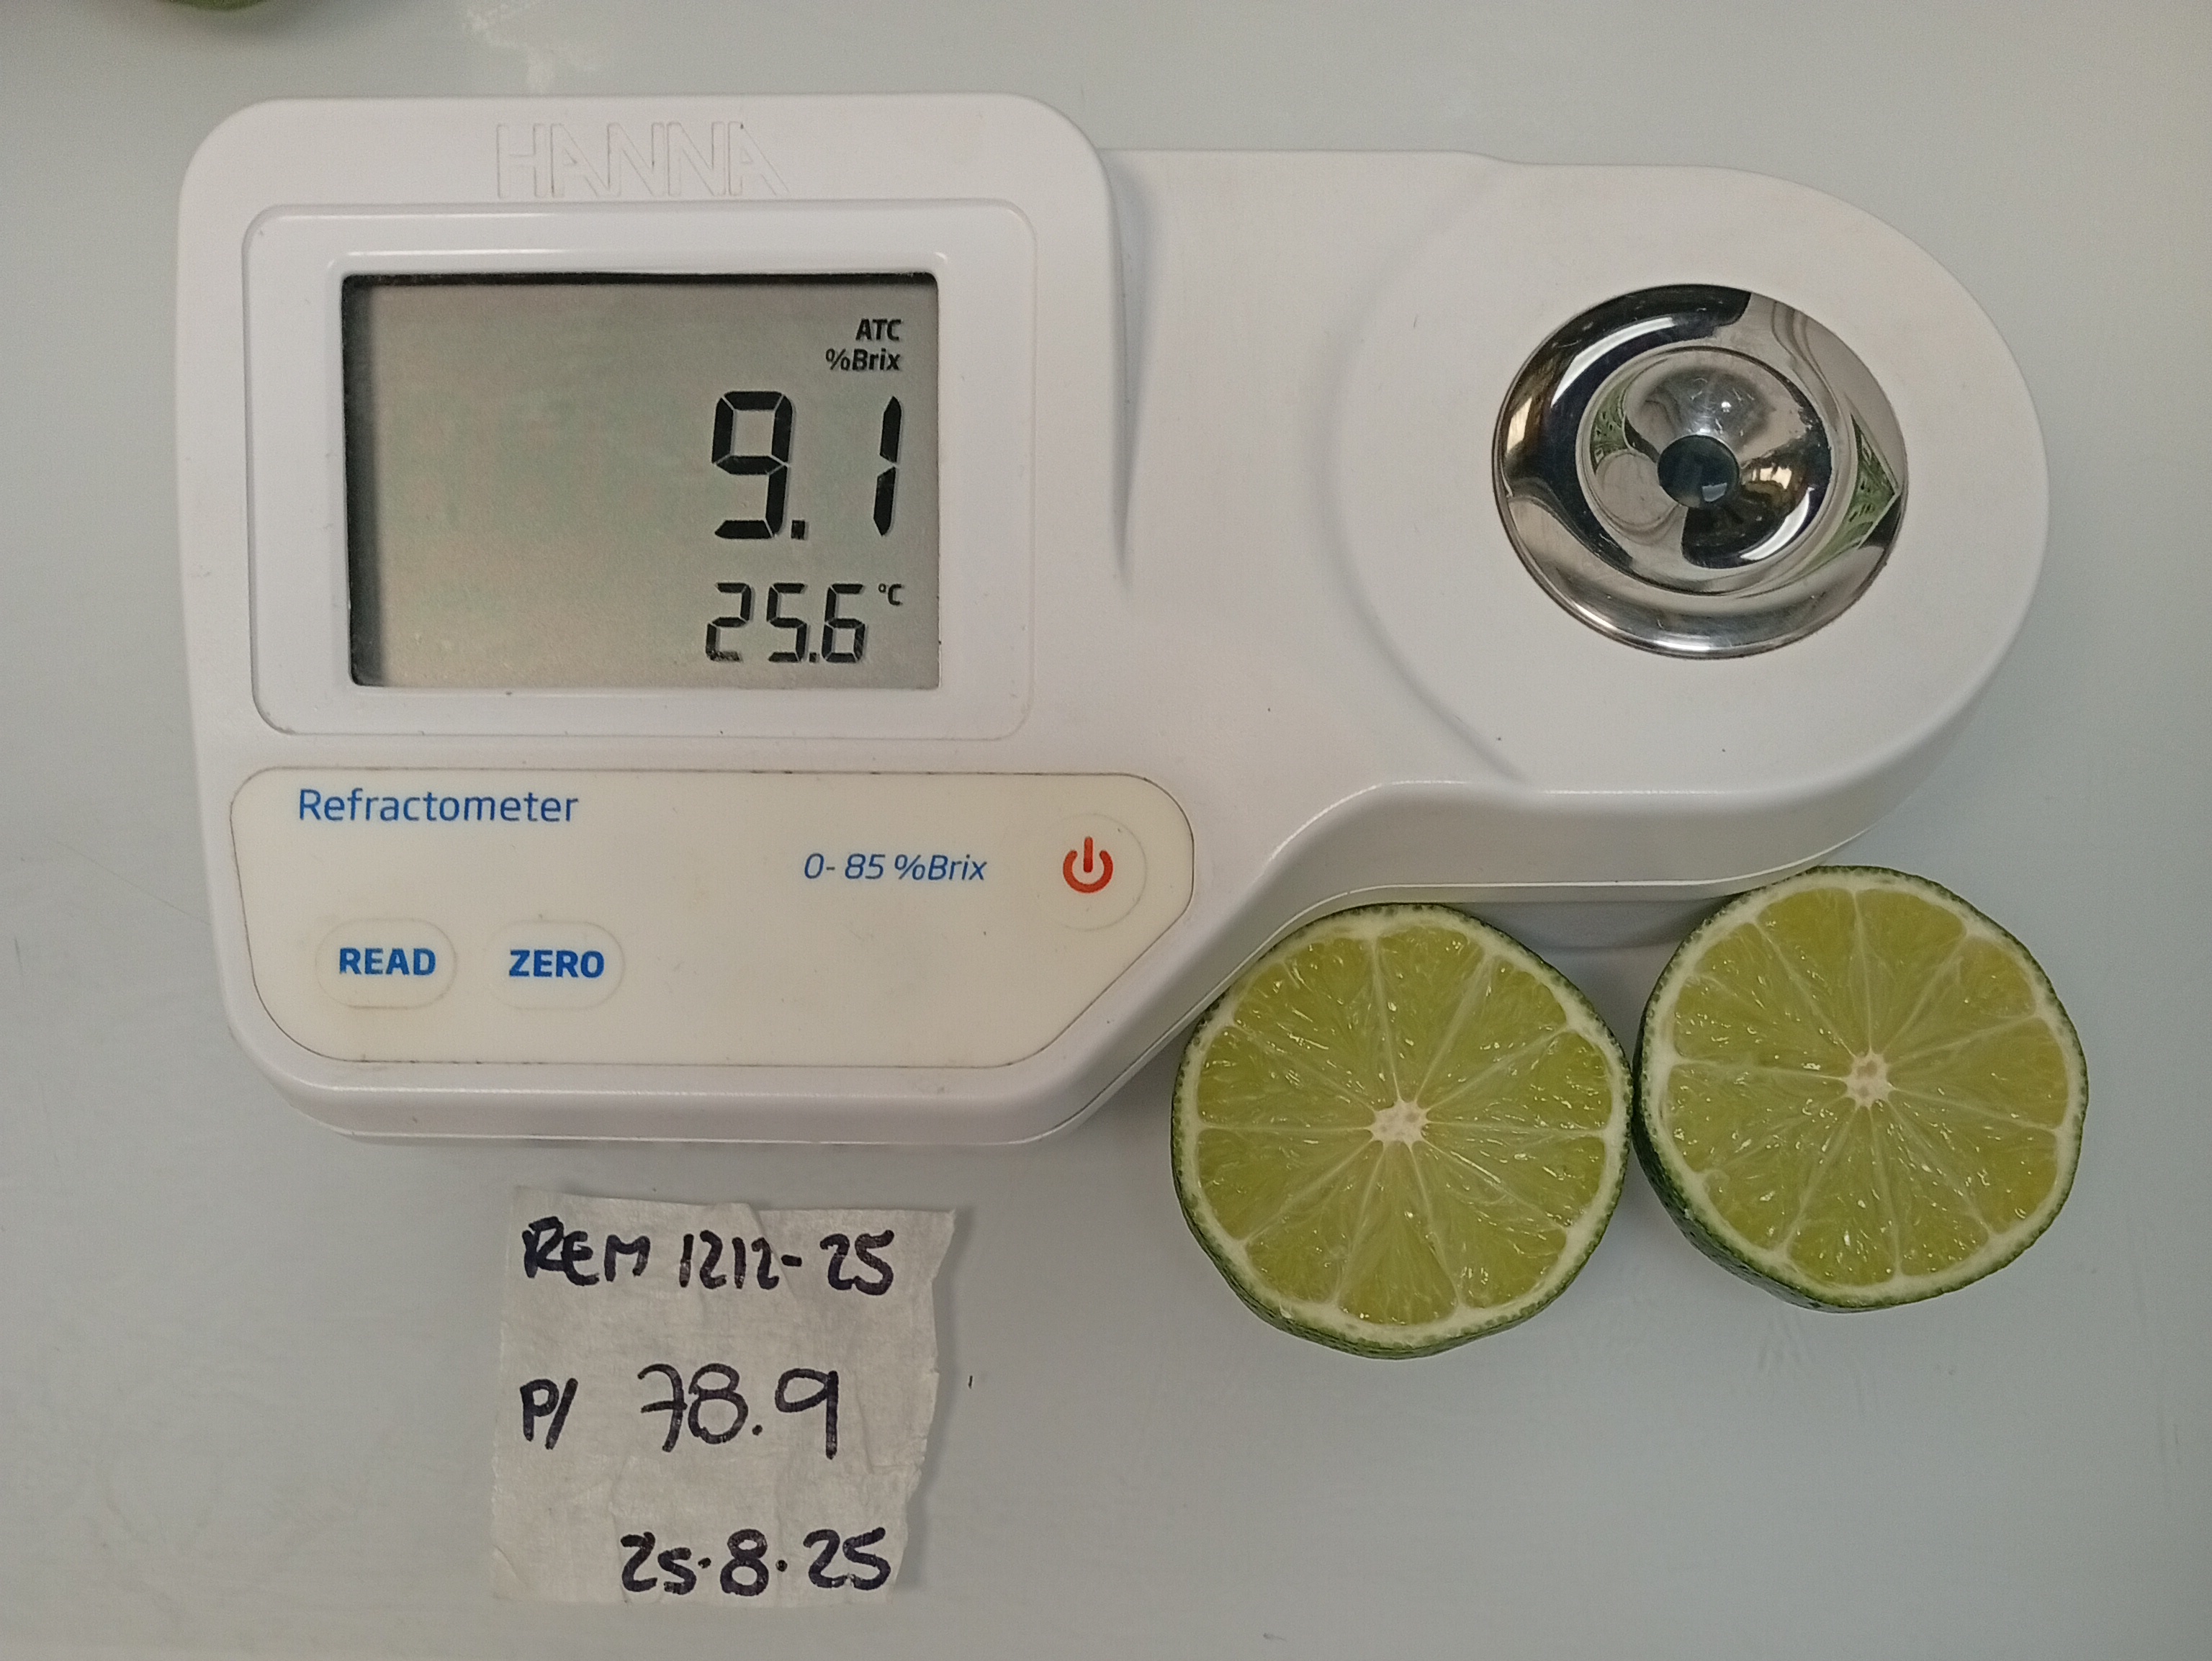 HANNA
ATC
%Brix
9.1
25.6 °C
Refractometer
0- 85 %Brix
READ ZERO
REM 1212-25
P/ 78.9
25.8.25